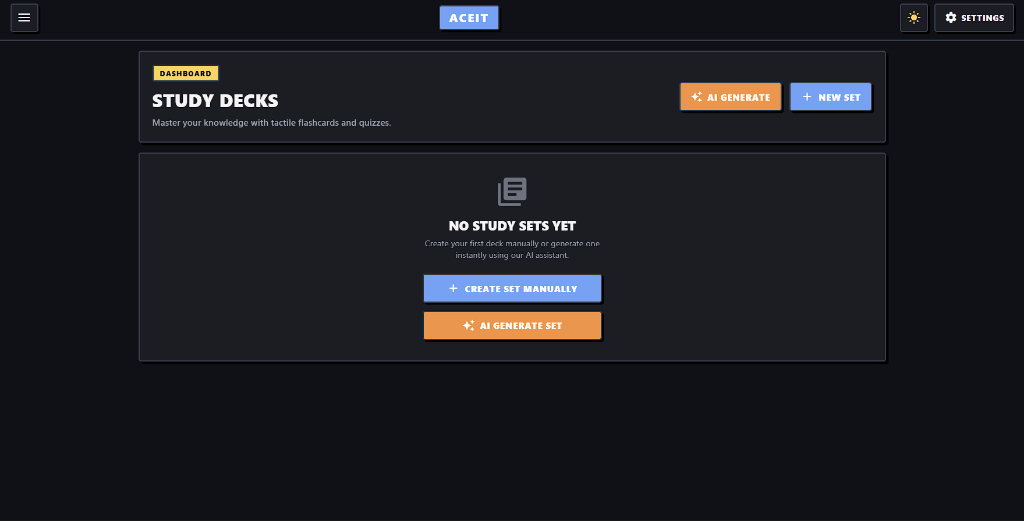 ACEIT
SETTINGS
DASHBOARD
STUDY DECKS
Master your knowledge with tactile flashcards and quizzes.
AI GENERATE
NEW SET
NO STUDY SETS YET
Create your first deck manually or generate one
instantly using our AI assistant.
CREATE SET MANUALLY
AI GENERATE SET